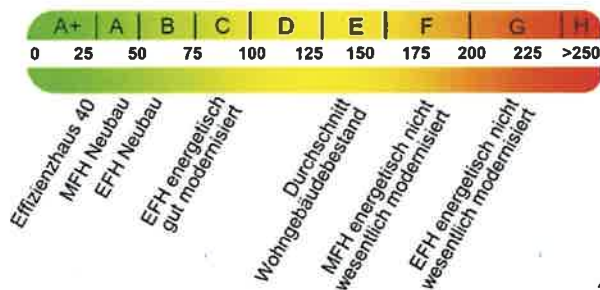 A+ A B C D E F G H
0 25 50 75 100 125 150 175 200 225 >250
Effizienzhaus 40
MFH Neubau
EFH Neubau
EFH energetisch
gut modernisiert
Durchschnitt
Wohngebäudebestand
MFH energetisch nicht
wesentlich modernisiert
EFH energetisch nicht
wesentlich modernisiert